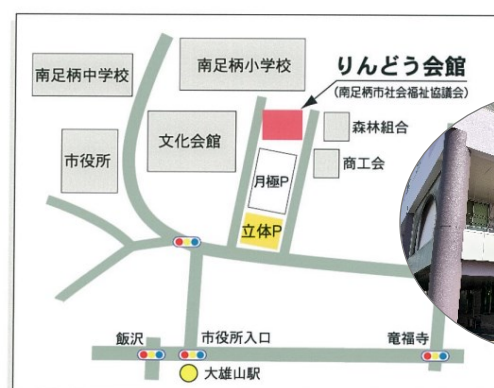 南足柄中学校
南足柄小学校
りんどう会館
(南足柄市社会福祉協議会)
市役所
文化会館
森林組合
商工会
月極P
立体P
飯沢
市役所入口
竜福寺
大雄山駅